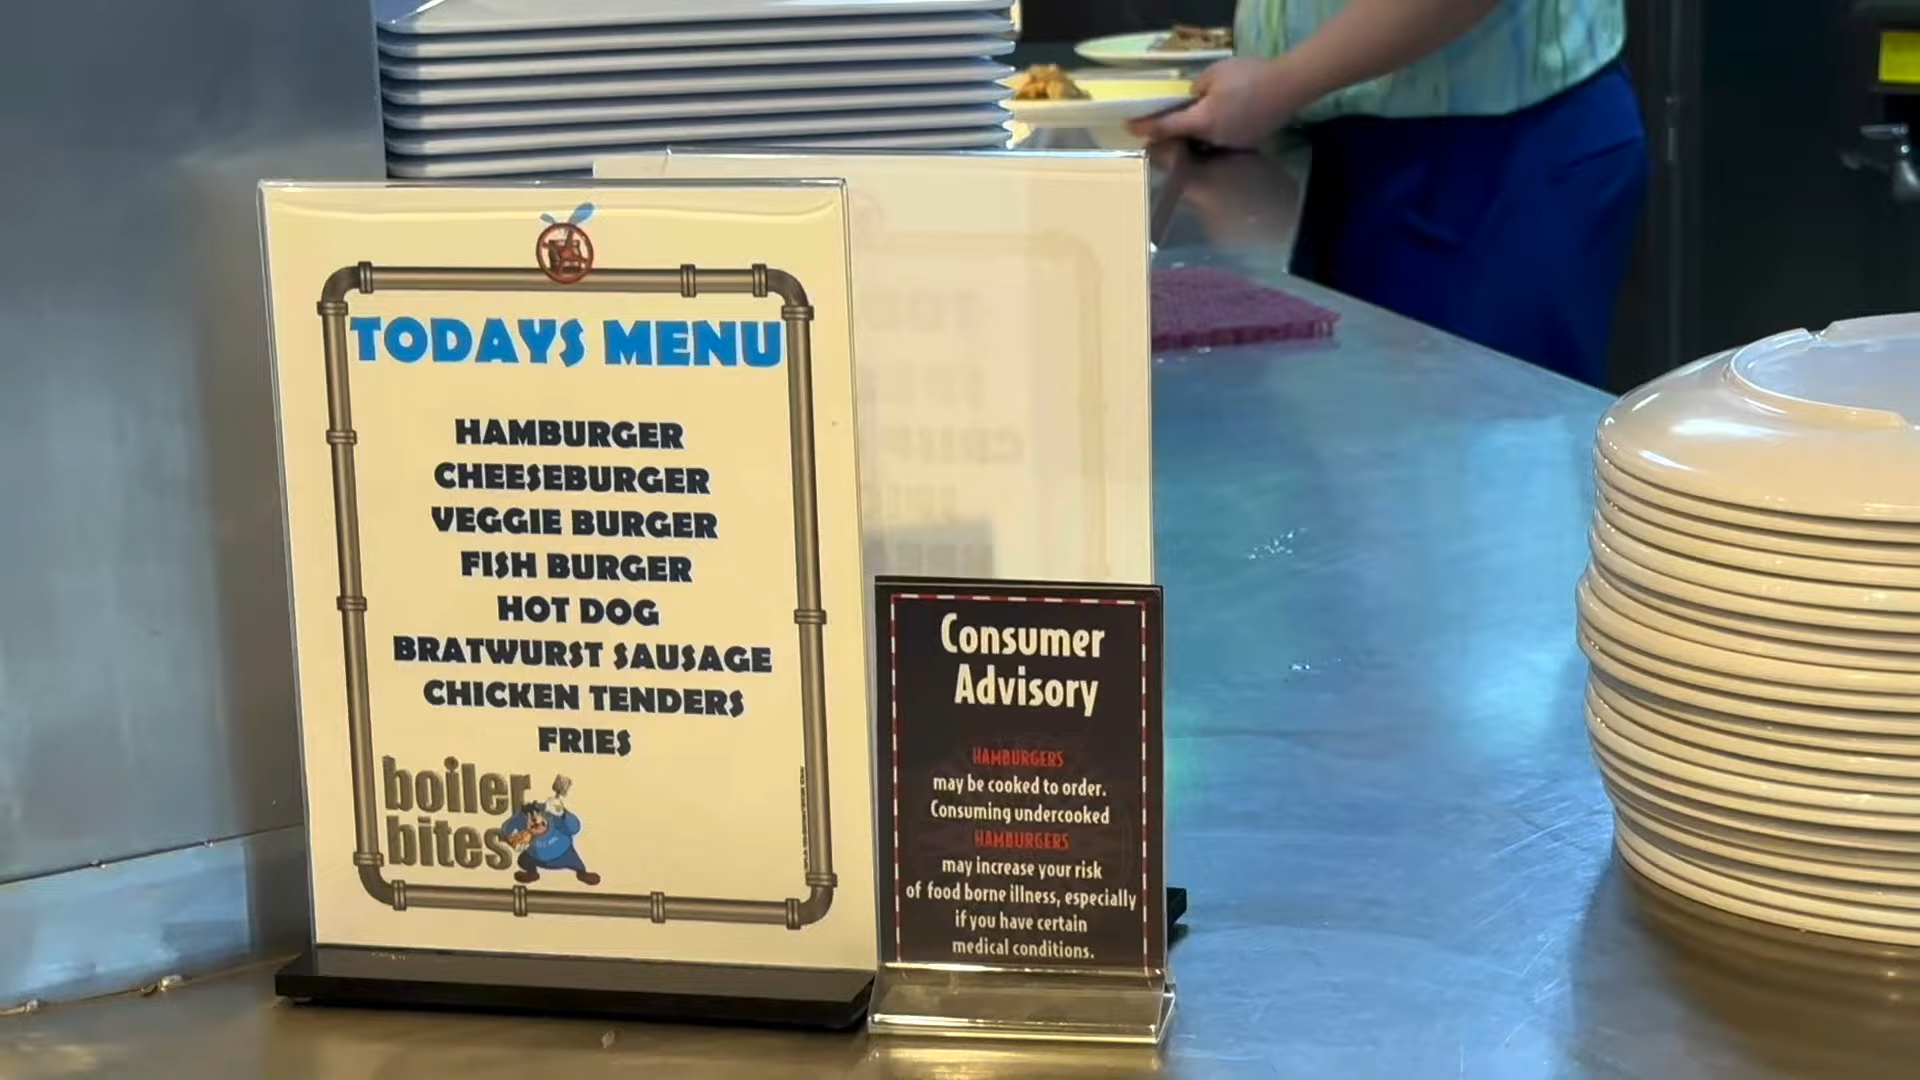 TODAYS MENU
HAMBURGER
CHEESEBURGER
VEGGIE BURGER
FISH BURGER
HOT DOG
BRATWURST SAUSAGE
CHICKEN TENDERS
FRIES
boiler
bites
Consumer
Advisory
HAMBURGERS
may be cooked to order.
Consuming undercooked
HAMBURGERS
may increase your risk
of food borne illness, especially
if you have certain
medical conditions.